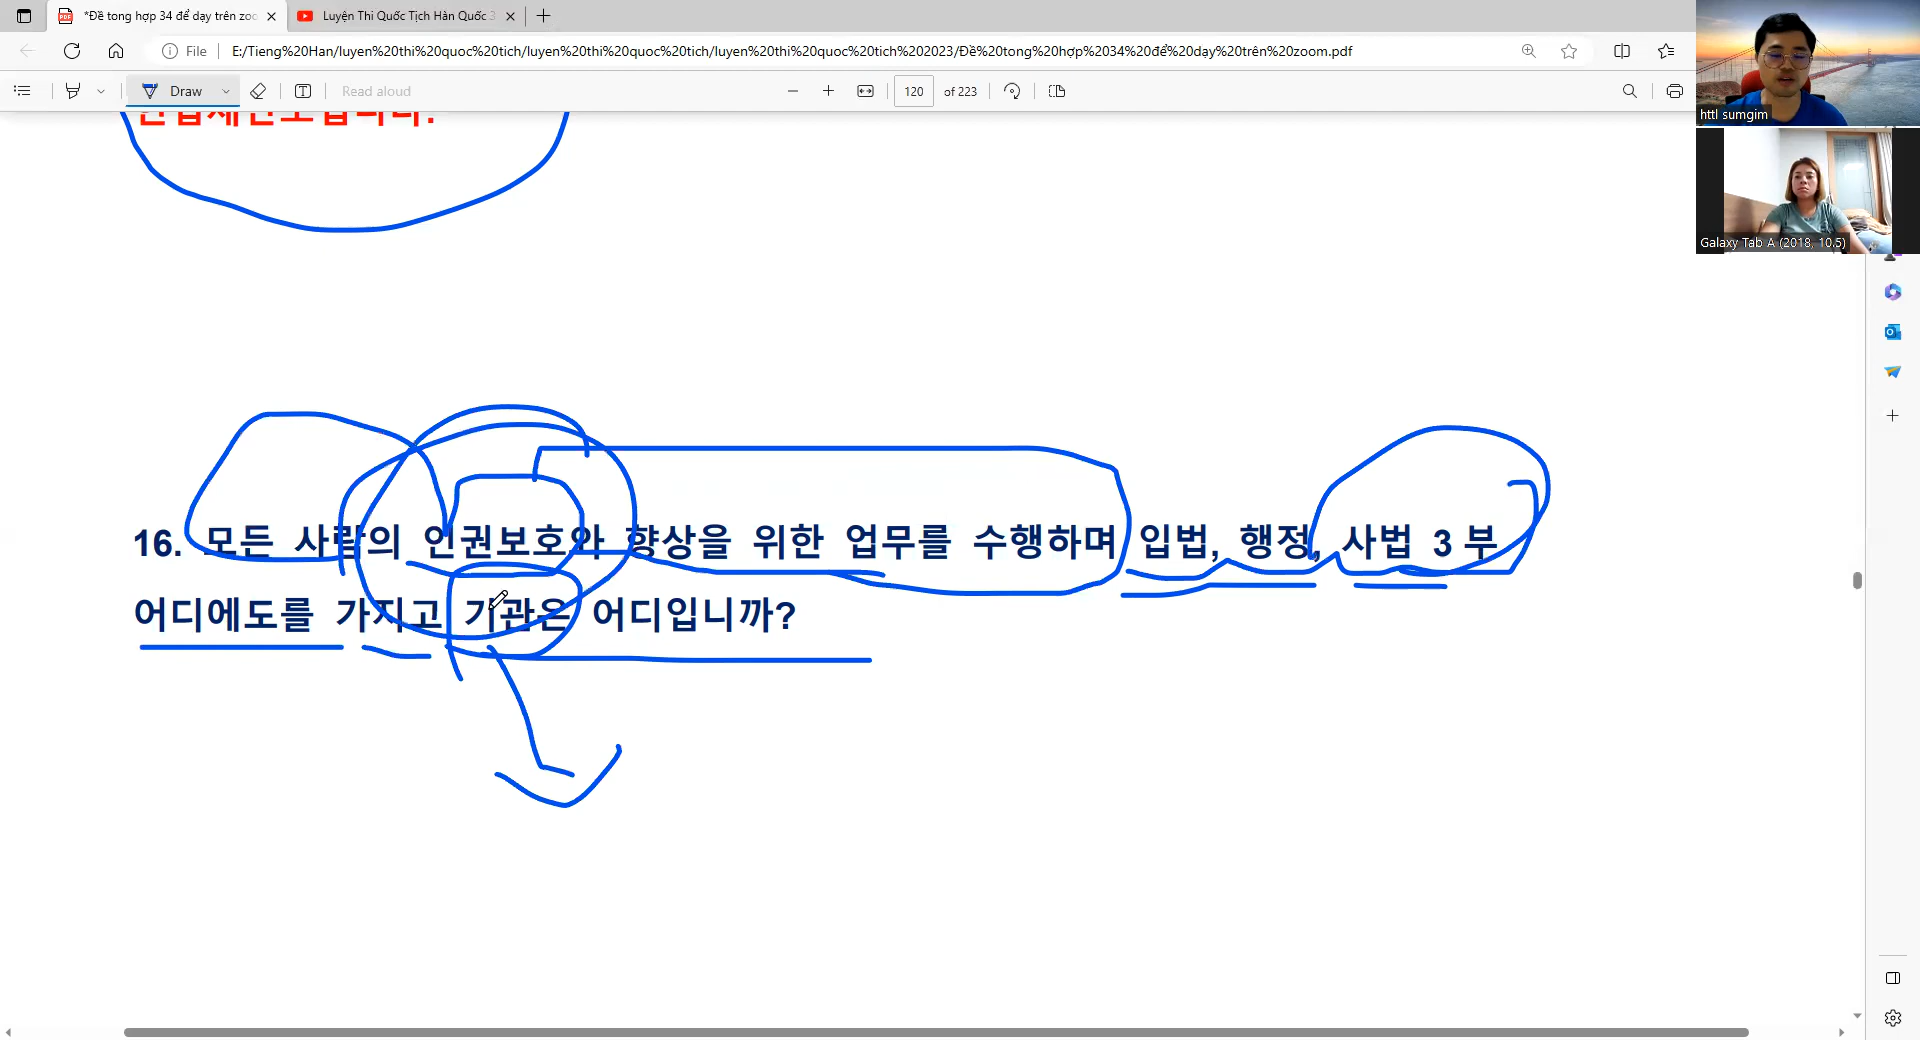 *Đề tong hợp 34 để dạy trên zoo
Luyện Thi Quốc Tịch Hàn Quốc 3
File
E:/Tieng%20Han/luyen%20thi%20quoc%20tich/luyen%20thi%20quoc%20tich/luyen%20thi%20quoc%20tich%202023/Đề%20tong%20hợp%2034%20để%20dạy%20trên%20zoom.pdf
Draw
Read aloud
120 of 223
httl sumgim
Galaxy Tab A (2018, 10.5)
16. 모든 사람의 인권보호와 향상을 위한 업무를 수행하며 입법, 행정, 사법 3 부
어디에도를 가지고 기관은 어디입니까?